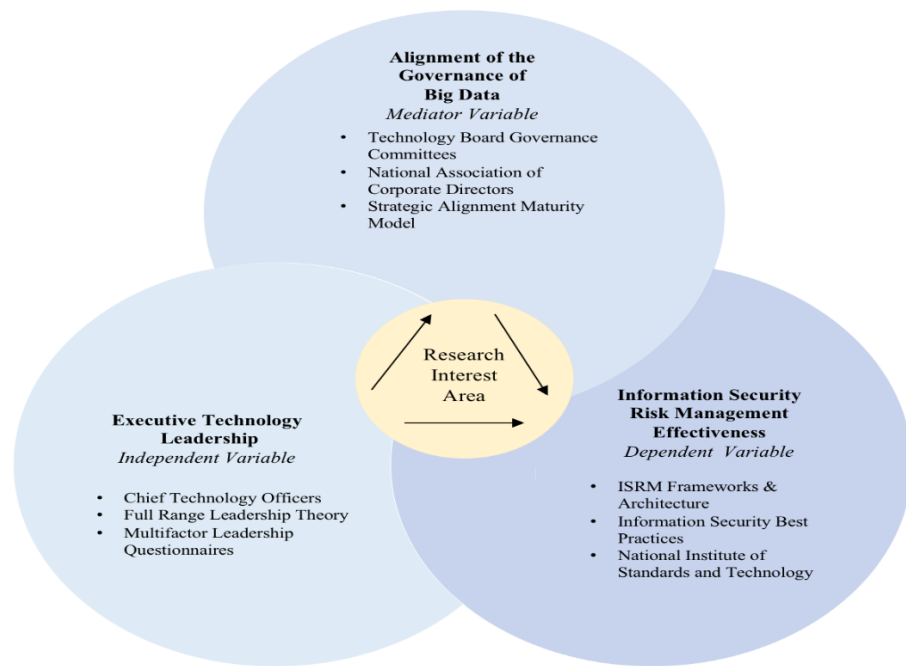 Alignment of the
Governance of
Big Data
Mediator Variable
• Technology Board Governance
Committees
• National Association of
Corporate Directors
• Strategic Alignment Maturity
Model
Research
Interest
Area
Executive Technology
Leadership
Independent Variable
• Chief Technology Officers
• Full Range Leadership Theory
• Multifactor Leadership
Questionnaires
Information Security
Risk Management
Effectiveness
Dependent Variable
• ISRM Frameworks &
Architecture
• Information Security Best
Practices
• National Institute of
Standards and Technology